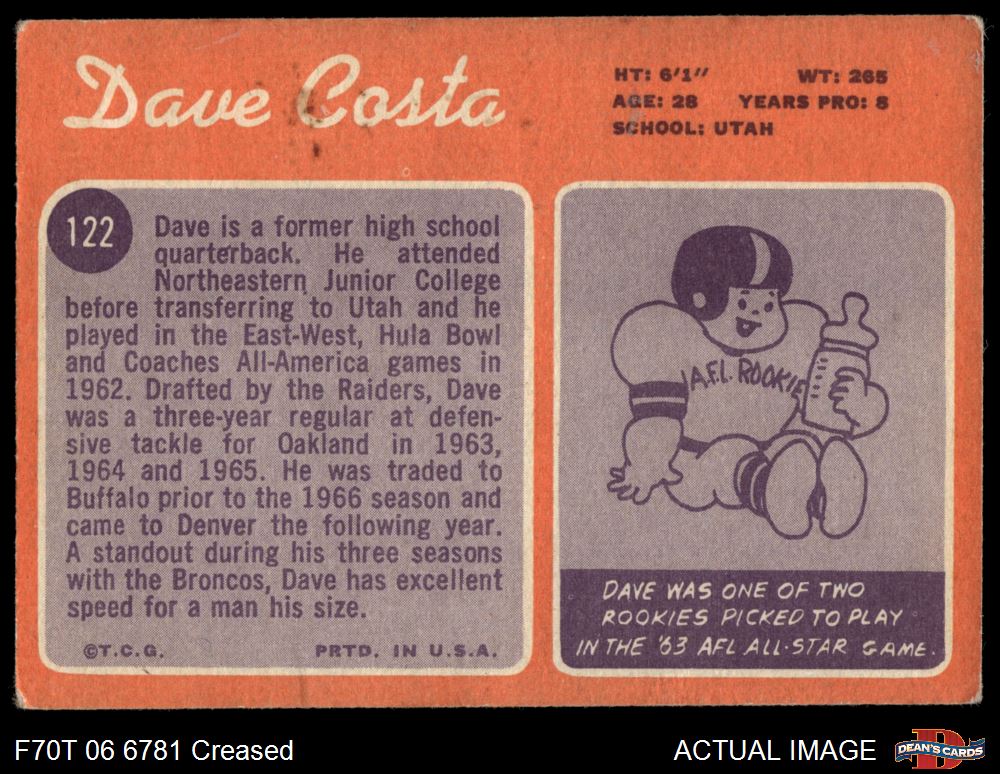 Dave Costa
HT: 6'1" WT: 265
AGE: 28 YEARS PRO: 8
SCHOOL: UTAH
122
Dave is a former high school
quarterback. He attended
Northeastern Junior College
before transferring to Utah and he
played in the East-West, Hula Bowl
and Coaches All-America games in
1962. Drafted by the Raiders, Dave
was a three-year regular at defen-
sive tackle for Oakland in 1963,
1964 and 1965. He was traded to
Buffalo prior to the 1966 season and
came to Denver the following year.
A standout during his three seasons
with the Broncos, Dave has excellent
speed for a man his size.
©T.C.G. PRTD. IN U.S.A.
A.F.L. ROOKIE
DAVE WAS ONE OF TWO
ROOKIES PICKED TO PLAY
IN THE '63 AFL ALL-STAR GAME.
F70T 06 6781 Creased
ACTUAL IMAGE
D
DEAN'S CARDS